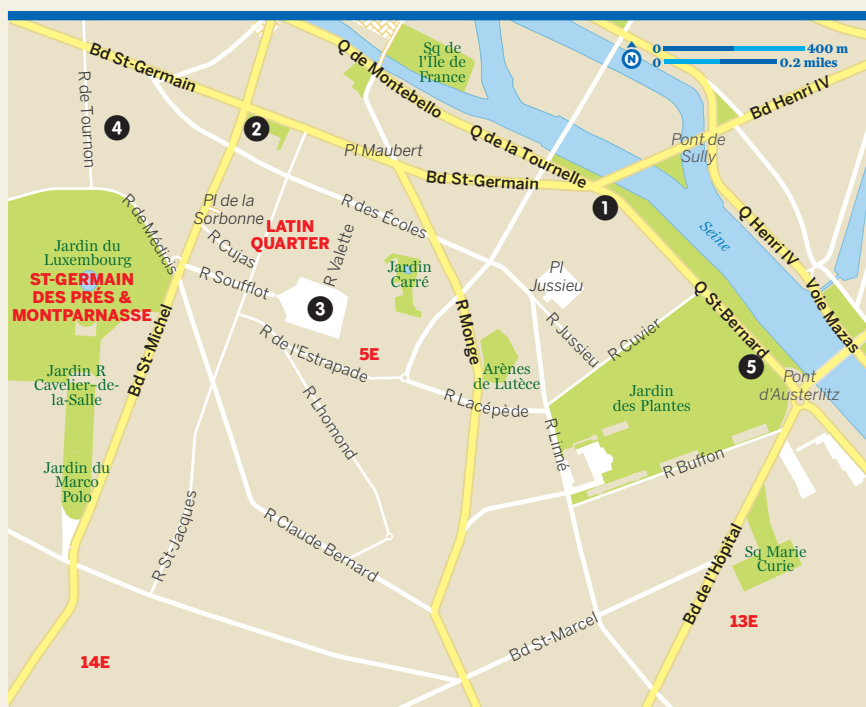 Bd St-Germain
R de Tournon
4
2
Sq de
l'Île de
France
Q de Montebello
N
0 400 m
0 0.2 miles
Bd Henri IV
Pl Maubert
Q de la Tournelle
Pont de
Sully
Bd St-Germain
1
Seine
Q Henri IV
Voie Mazas
Pl de la
Sorbonne
R de Médicis
R Cujas
LATIN
QUARTER
R Valette
R des Écoles
Jardin du
Luxembourg
ST-GERMAIN
DES PRÉS &
MONTPARNASSE
R Soufflot
3
Jardin
Carré
R Monge
Pl
Jussieu
R Jussieu
R Cuvier
Q St-Bernard
5
Pont
d'Austerlitz
5E
R de l'Estrapade
Arènes
de Lutèce
R Lacépède
Jardin
des Plantes
Jardin R
Cavelier-de-
la-Salle
Bd St-Michel
R Lhomond
R Linné
R Buffon
Jardin du
Marco
Polo
R St-Jacques
R Claude Bernard
Bd de l'Hôpital
Sq Marie
Curie
Bd St-Marcel
13E
14E